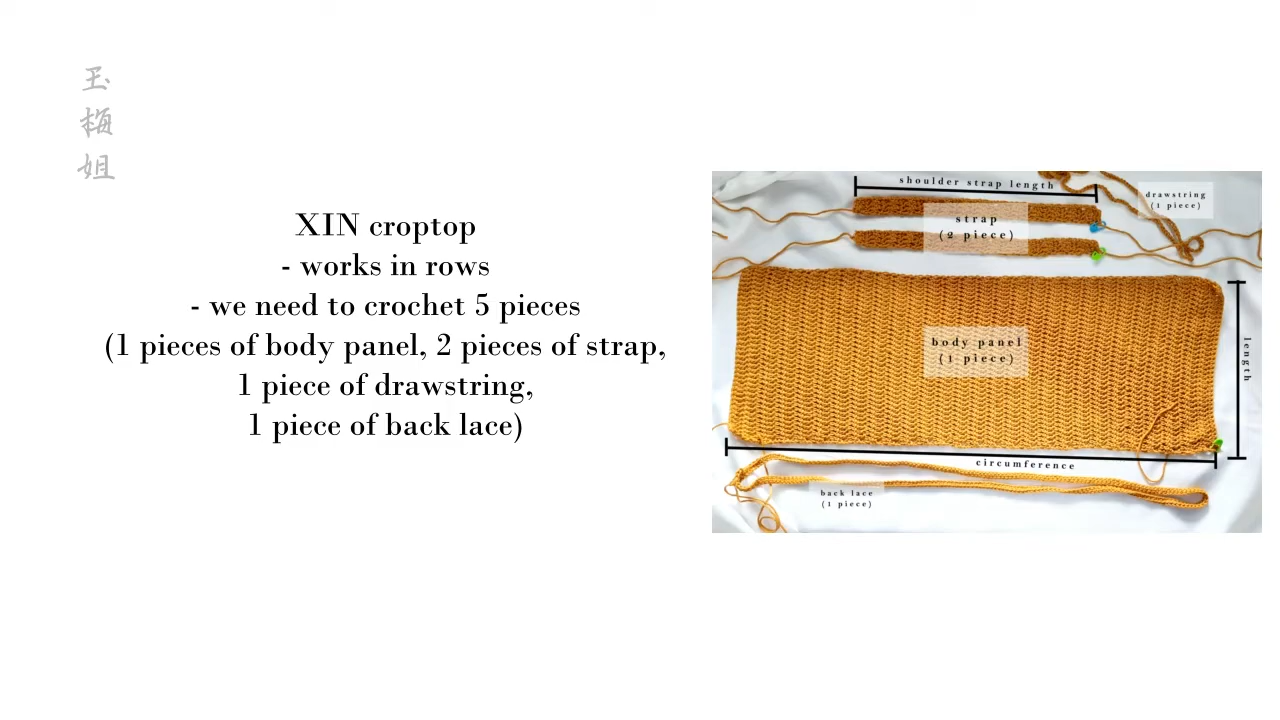 玉
梅
姐
XIN croptop
- works in rows
- we need to crochet 5 pieces
(1 pieces of body panel, 2 pieces of strap,
1 piece of drawstring,
1 piece of back lace)
shoulder strap length
drawstring
(1 piece)
strap
(2 piece)
body panel
(1 piece)
length
circumference
back lace
(1 piece)